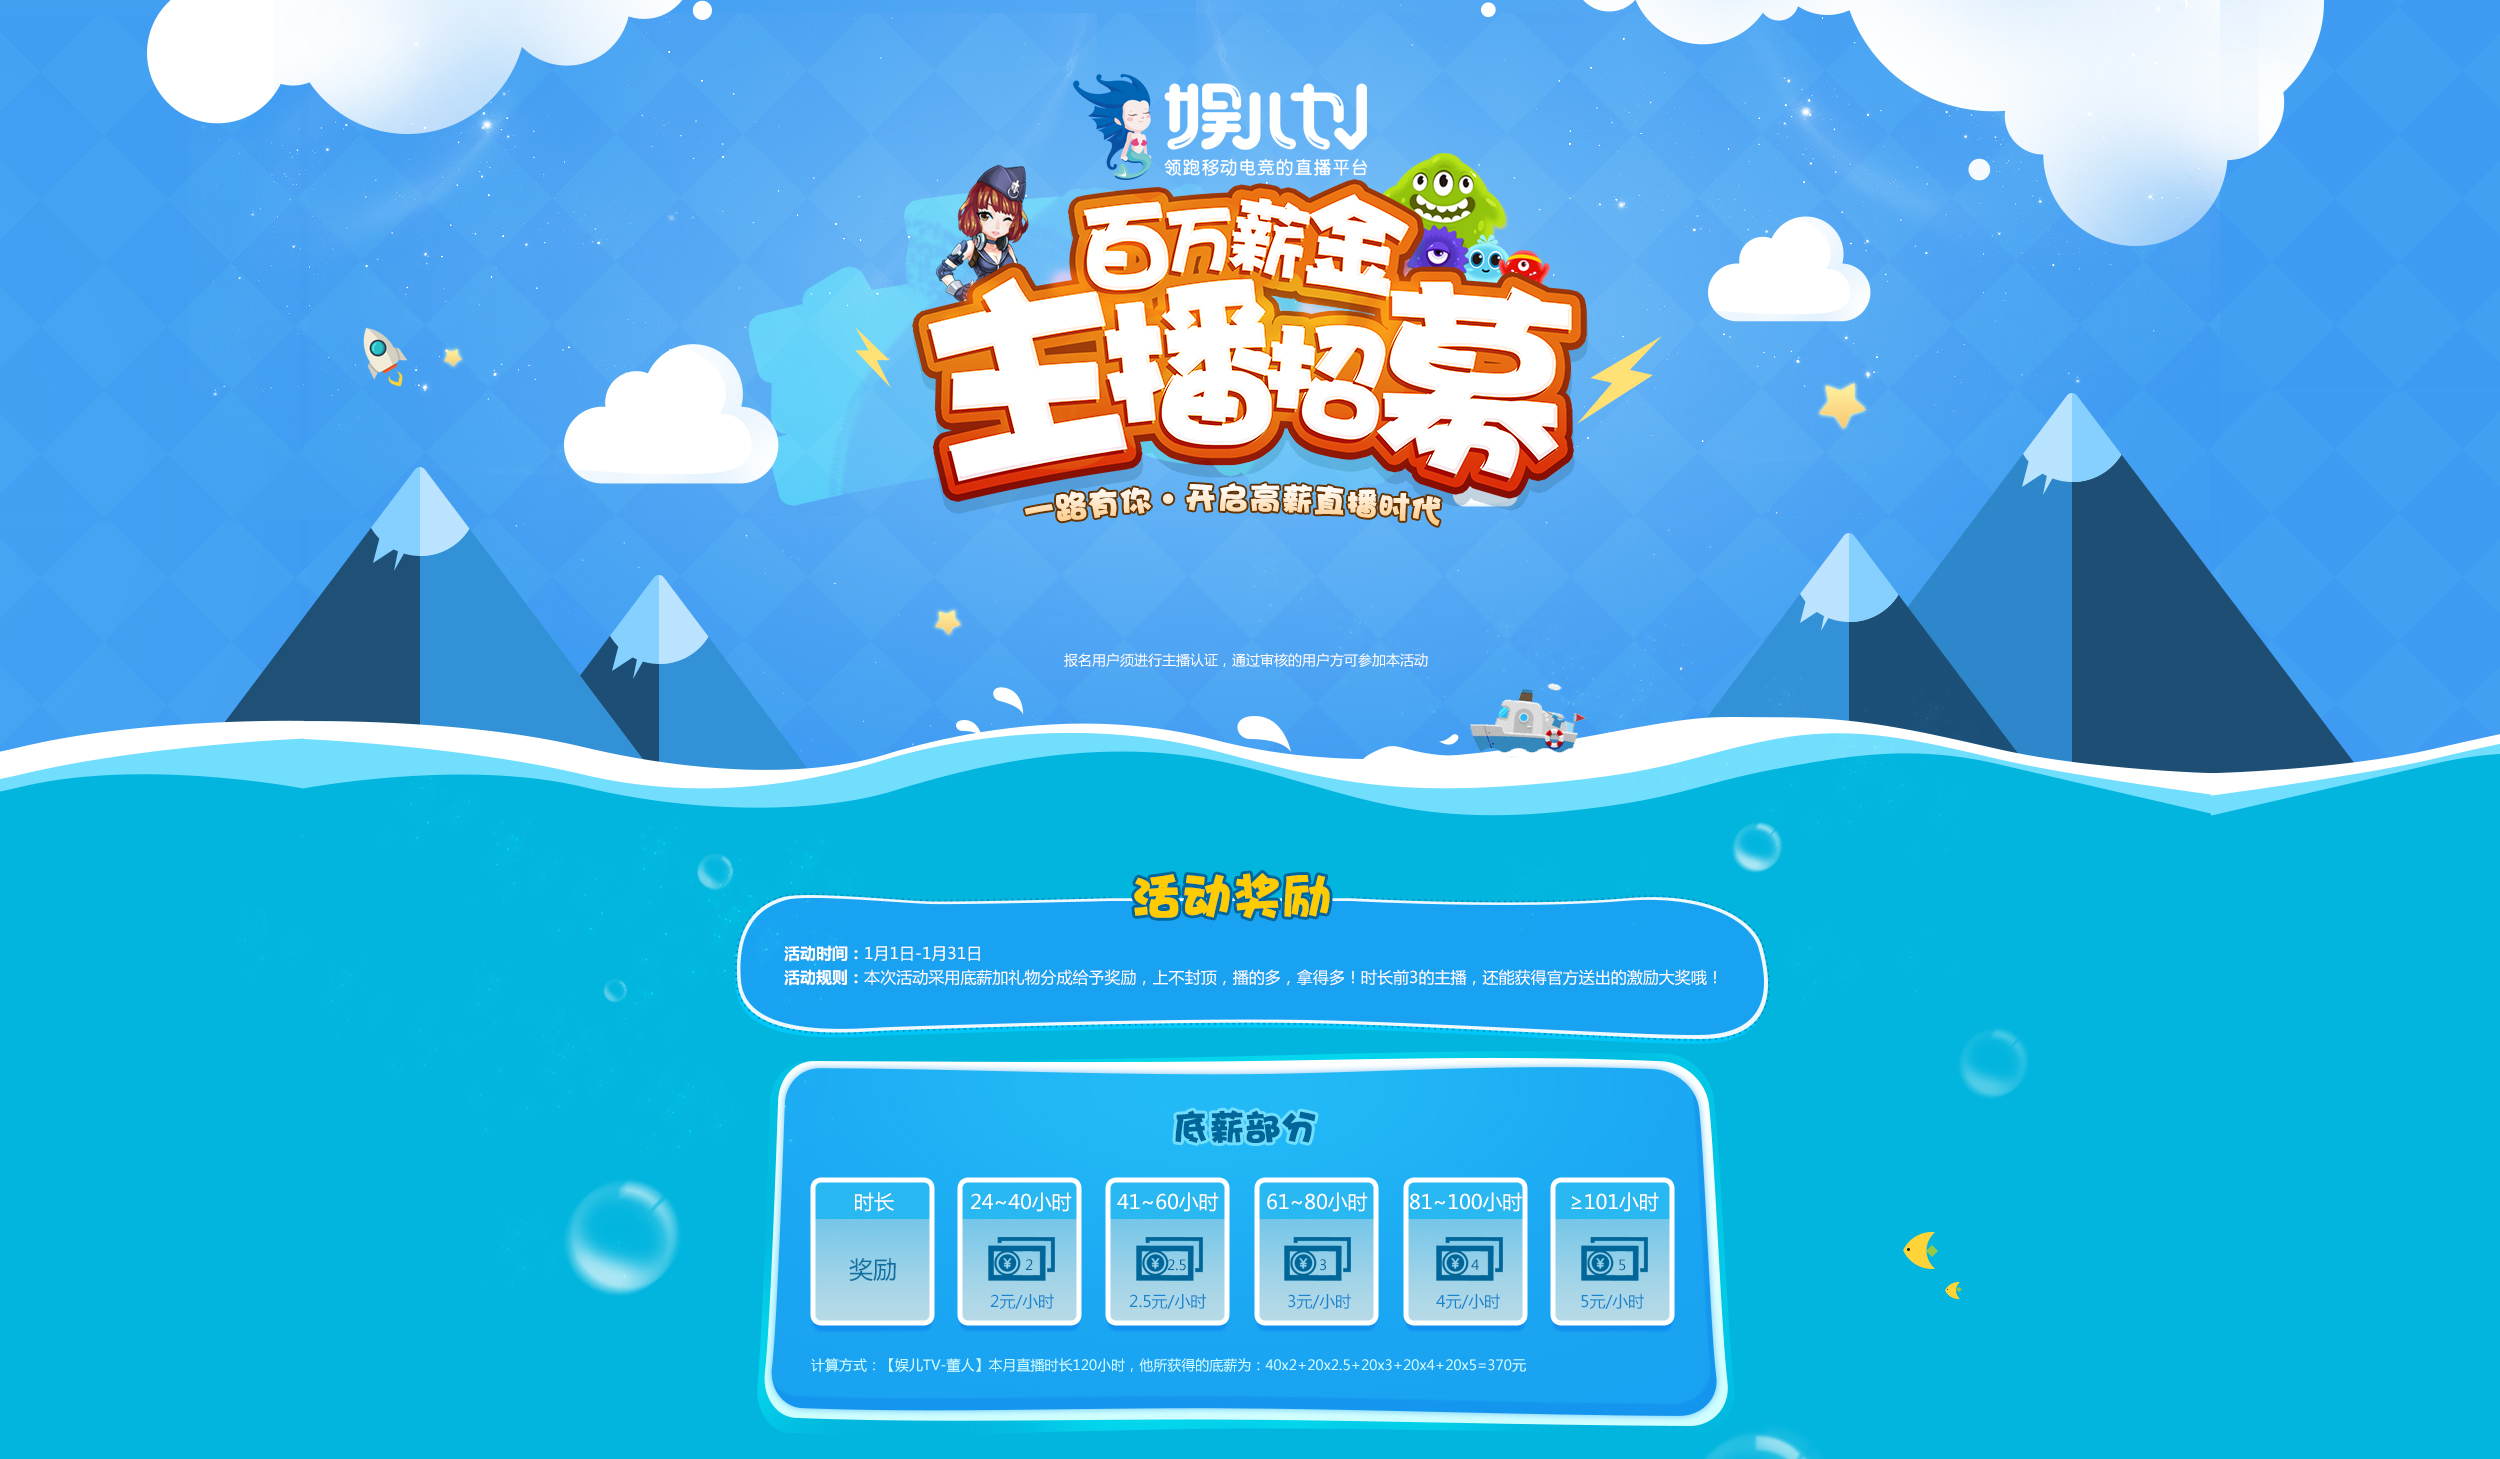 娱儿TV
领跑移动电竞的直播平台
百万薪金
主播招募
一路有你·开启高薪直播时代
报名用户须进行主播认证，通过审核的用户方可参加本活动
活动奖励
活动时间：1月1日-1月31日
活动规则：本次活动采用底薪加礼物分成给予奖励，上不封顶，播的多，拿得多！时长前3的主播，还能获得官方送出的激励大奖哦！
底薪部分
时长 24~40小时 41~60小时 61~80小时 81~100小时 ≥101小时
奖励 ¥ 2 ¥ 2.5 ¥ 3 ¥ 4 ¥ 5
2元/小时 2.5元/小时 3元/小时 4元/小时 5元/小时
计算方式：【娱儿TV-董人】本月直播时长120小时，他所获得的底薪为：40x2+20x2.5+20x3+20x4+20x5=370元